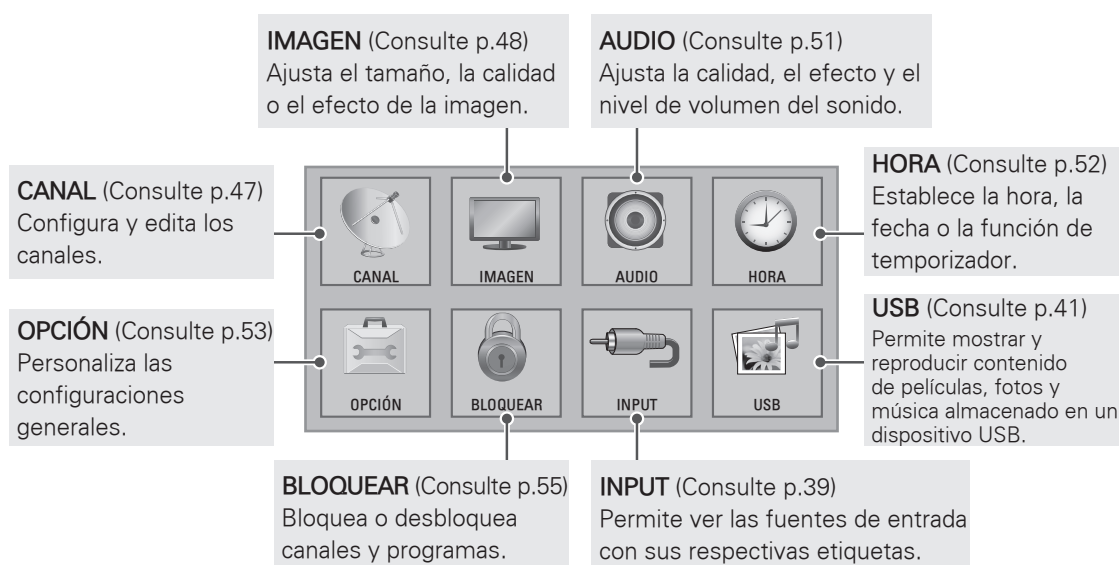 IMAGEN (Consulte p.48)
Ajusta el tamaño, la calidad
o el efecto de la imagen.
AUDIO (Consulte p.51)
Ajusta la calidad, el efecto y el
nivel de volumen del sonido.
CANAL (Consulte p.47)
Configura y edita los
canales.
HORA (Consulte p.52)
Establece la hora, la
fecha o la función de
temporizador.
CANAL
IMAGEN
AUDIO
HORA
OPCIÓN (Consulte p.53)
Personaliza las
configuraciones
generales.
USB (Consulte p.41)
Permite mostrar y
reproducir contenido
de películas, fotos y
música almacenado en un
dispositivo USB.
OPCIÓN
BLOQUEAR
INPUT
USB
BLOQUEAR (Consulte p.55)
Bloquea o desbloquea
canales y programas.
INPUT (Consulte p.39)
Permite ver las fuentes de entrada
con sus respectivas etiquetas.